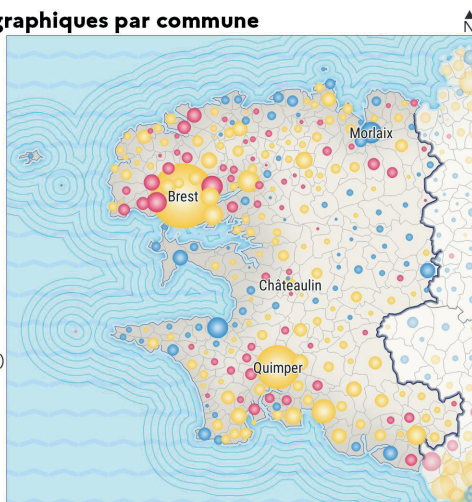 graphiques par commune
N
Morlaix
Brest
Châteaulin
Quimper
)